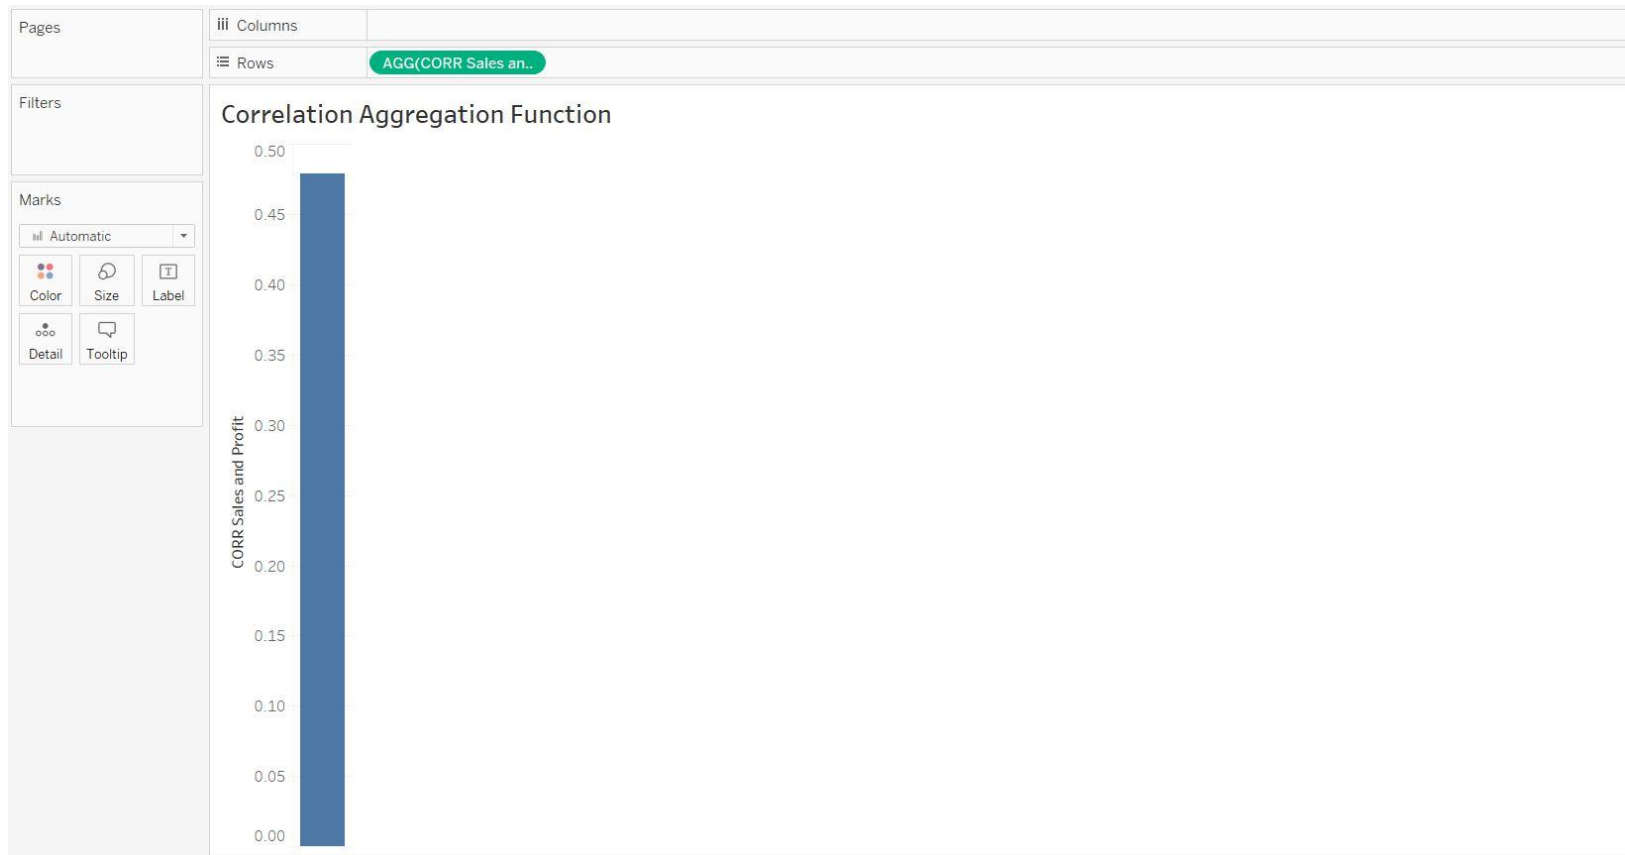 Pages
Columns
Rows
AGG(CORR Sales an..
Filters
Correlation Aggregation Function
Marks
Automatic
Color
Size
Label
Detail
Tooltip
0.50
0.45
0.40
0.35
0.30
0.25
0.20
0.15
0.10
0.05
0.00
CORR Sales and Profit